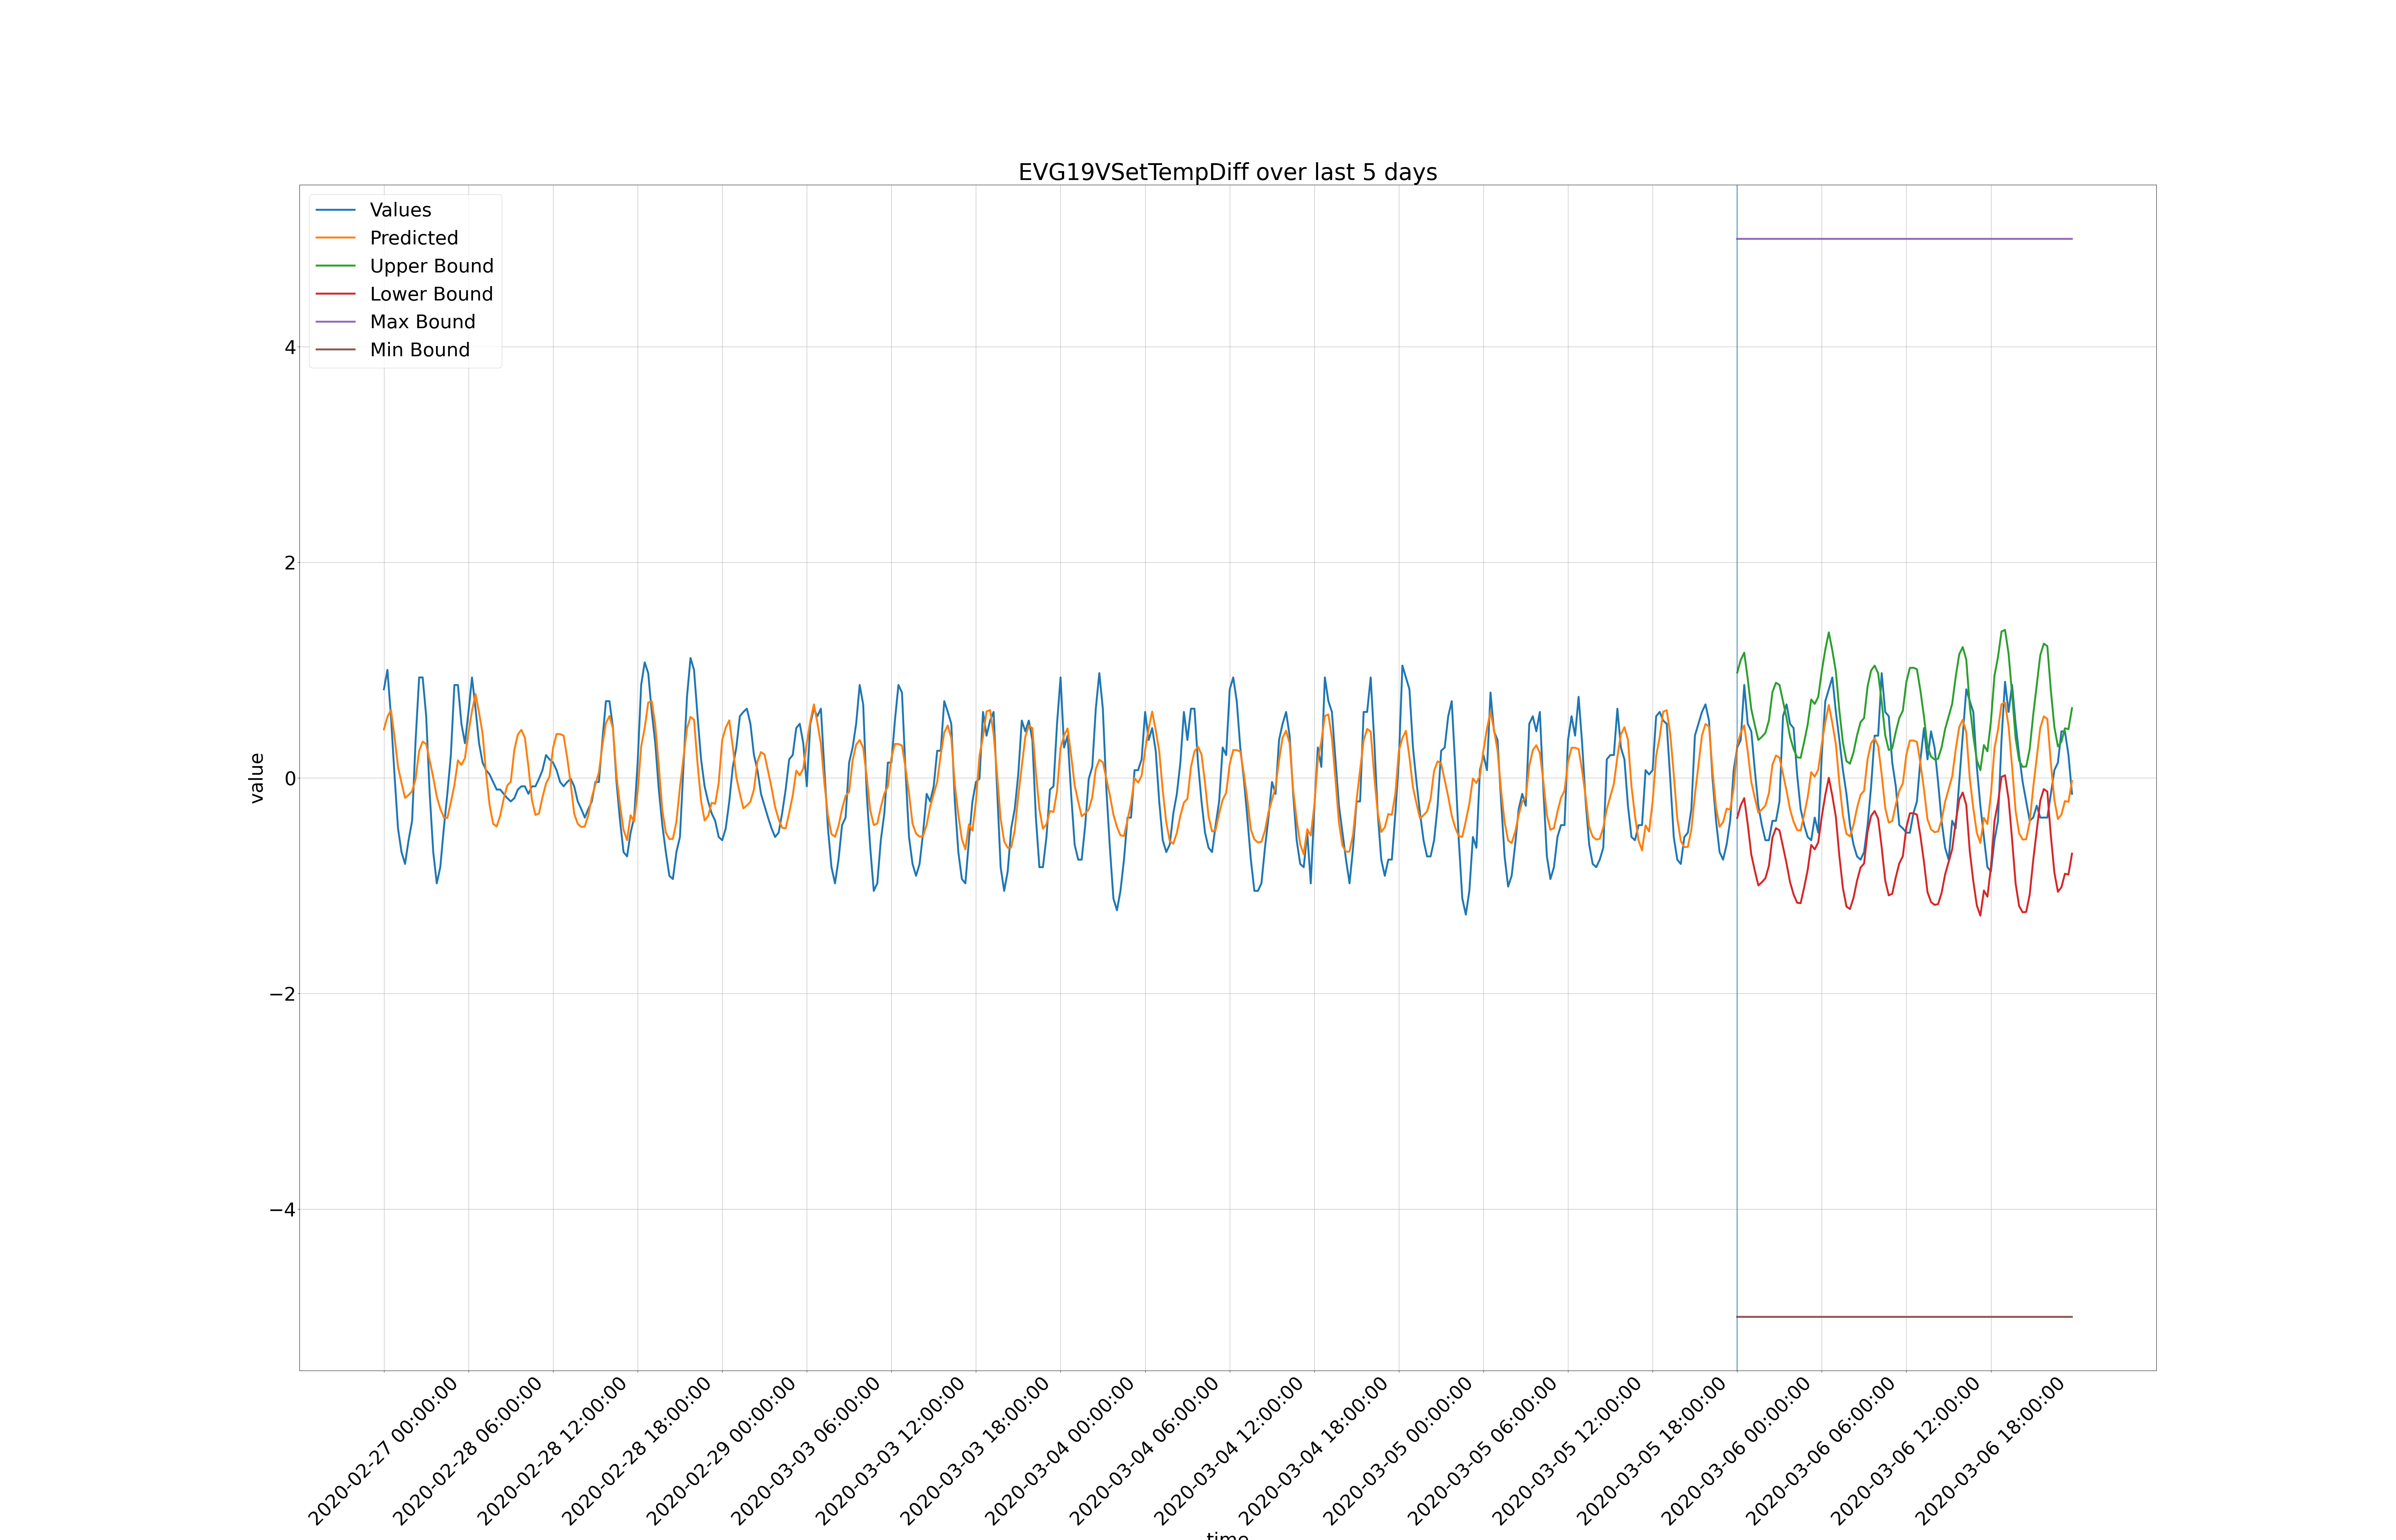 EVG19VSetTempDiff over last 5 days
Values
Predicted
Upper Bound
Lower Bound
Max Bound
Min Bound
value
4
2
0
−2
−4
2020-02-27 00:00:00
2020-02-28 06:00:00
2020-02-28 12:00:00
2020-02-28 18:00:00
2020-02-29 00:00:00
2020-03-03 06:00:00
2020-03-03 12:00:00
2020-03-03 18:00:00
2020-03-04 00:00:00
2020-03-04 06:00:00
2020-03-04 12:00:00
2020-03-04 18:00:00
2020-03-05 00:00:00
2020-03-05 06:00:00
2020-03-05 12:00:00
2020-03-05 18:00:00
2020-03-06 00:00:00
2020-03-06 06:00:00
2020-03-06 12:00:00
2020-03-06 18:00:00
time